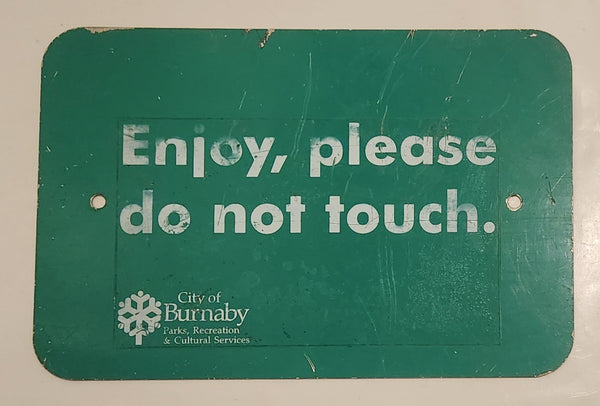 Enjoy, please
do not touch.
City of
Burnaby
Parks, Recreation
& Cultural Services